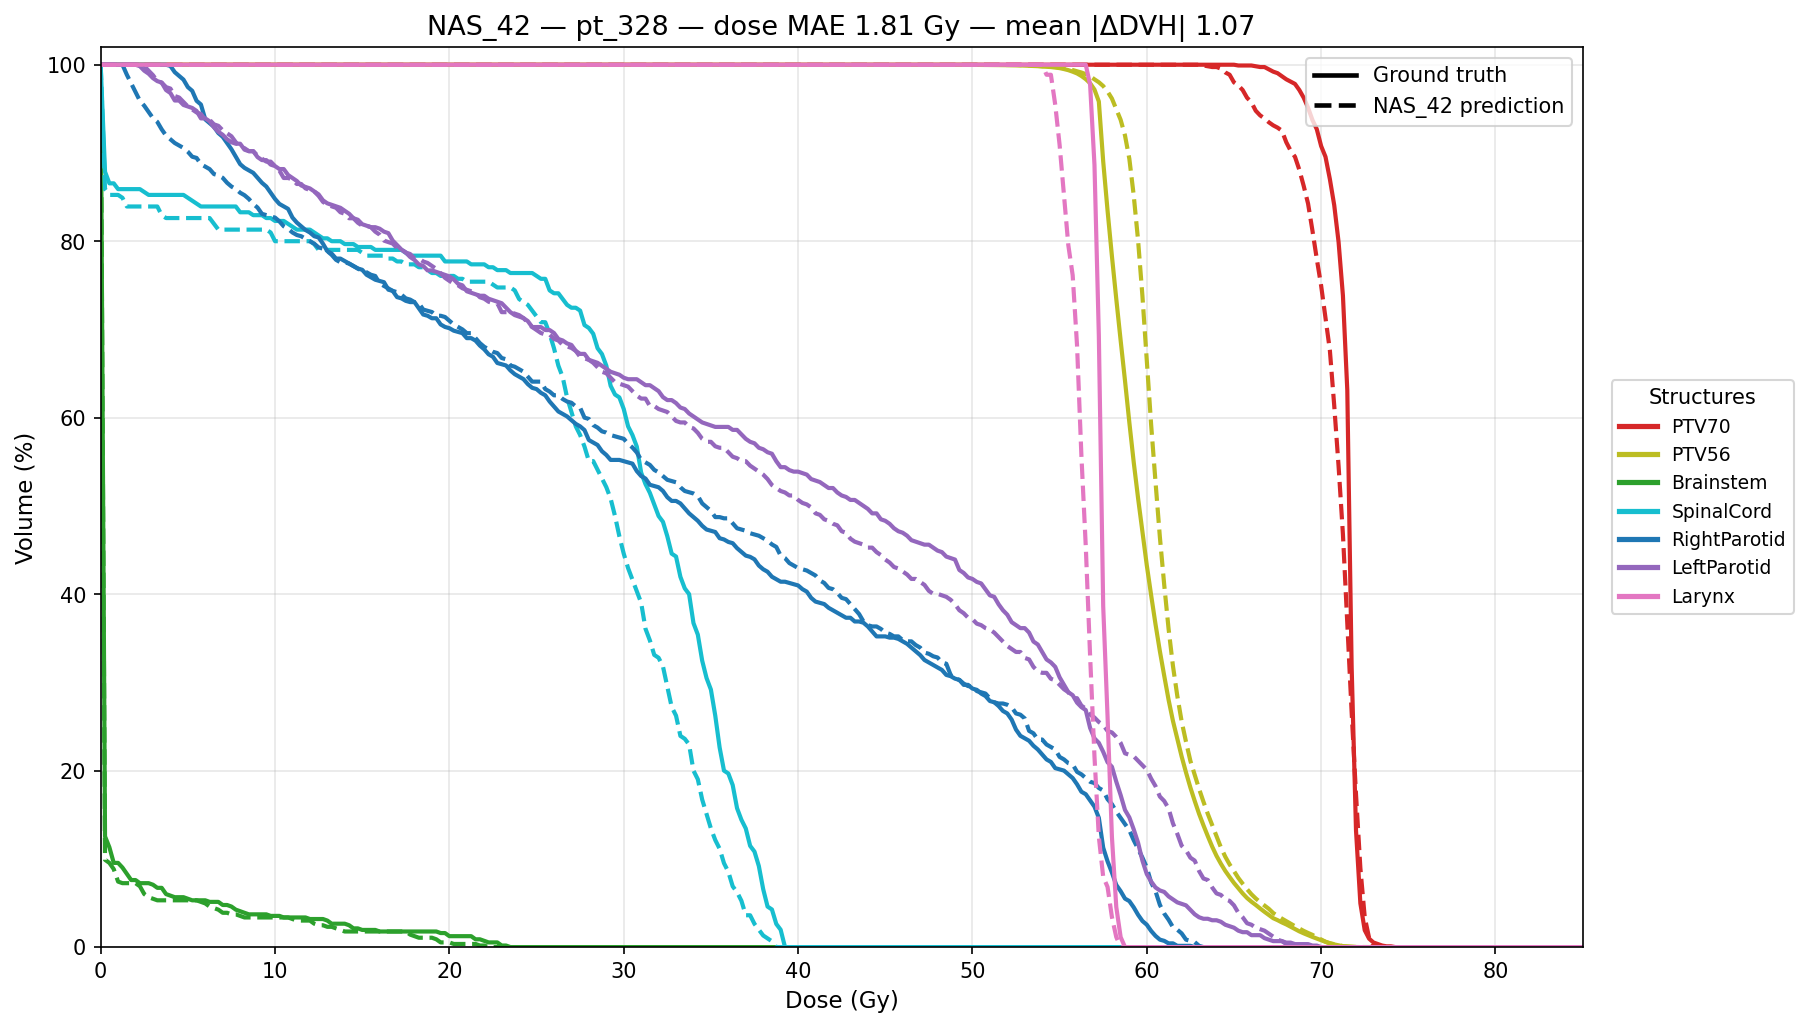 NAS_42 — pt_328 — dose MAE 1.81 Gy — mean |ΔDVH| 1.07
Ground truth
NAS_42 prediction
Volume (%)
100
80
60
40
20
0
0 10 20 30 40 50 60 70 80
Dose (Gy)
Structures
PTV70
PTV56
Brainstem
SpinalCord
RightParotid
LeftParotid
Larynx